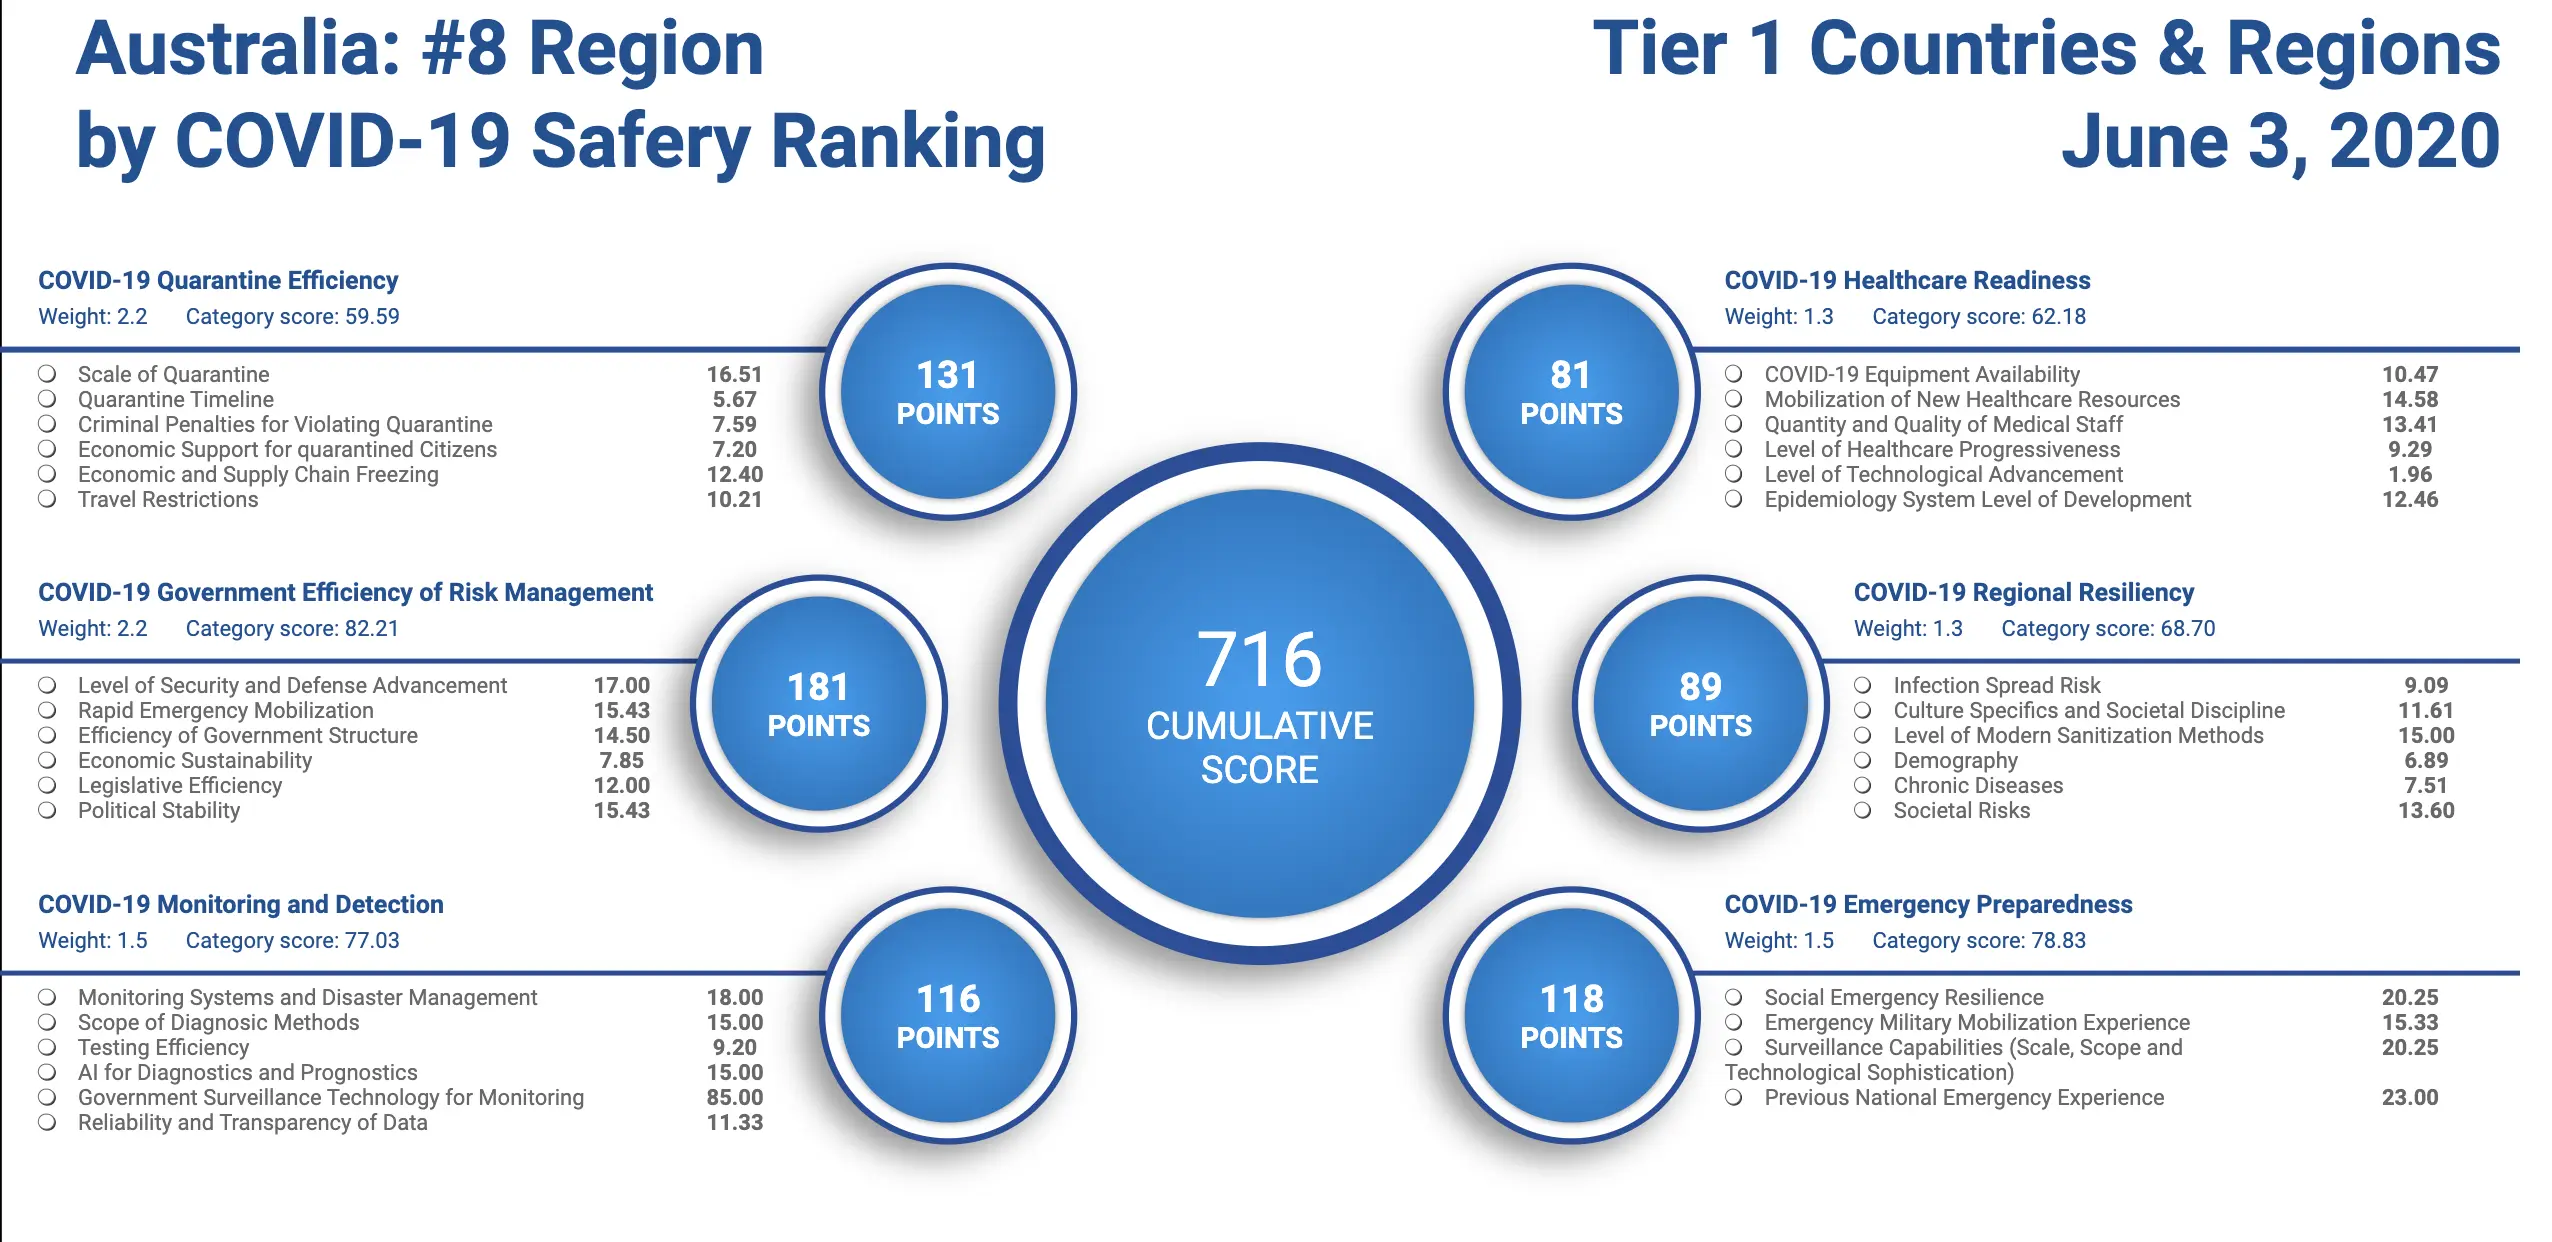 Australia: #8 Region
by COVID-19 Safery Ranking
Tier 1 Countries & Regions
June 3, 2020
COVID-19 Quarantine Efficiency
Weight: 2.2 Category score: 59.59
Scale of Quarantine 16.51
Quarantine Timeline 5.67
Criminal Penalties for Violating Quarantine 7.59
Economic Support for quarantined Citizens 7.20
Economic and Supply Chain Freezing 12.40
Travel Restrictions 10.21
131
POINTS
COVID-19 Government Efficiency of Risk Management
Weight: 2.2 Category score: 82.21
Level of Security and Defense Advancement 17.00
Rapid Emergency Mobilization 15.43
Efficiency of Government Structure 14.50
Economic Sustainability 7.85
Legislative Efficiency 12.00
Political Stability 15.43
181
POINTS
COVID-19 Monitoring and Detection
Weight: 1.5 Category score: 77.03
Monitoring Systems and Disaster Management 18.00
Scope of Diagnosic Methods 15.00
Testing Efficiency 9.20
AI for Diagnostics and Prognostics 15.00
Government Surveillance Technology for Monitoring 85.00
Reliability and Transparency of Data 11.33
116
POINTS
716
CUMULATIVE
SCORE
81
POINTS
COVID-19 Healthcare Readiness
Weight: 1.3 Category score: 62.18
COVID-19 Equipment Availability 10.47
Mobilization of New Healthcare Resources 14.58
Quantity and Quality of Medical Staff 13.41
Level of Healthcare Progressiveness 9.29
Level of Technological Advancement 1.96
Epidemiology System Level of Development 12.46
89
POINTS
COVID-19 Regional Resiliency
Weight: 1.3 Category score: 68.70
Infection Spread Risk 9.09
Culture Specifics and Societal Discipline 11.61
Level of Modern Sanitization Methods 15.00
Demography 6.89
Chronic Diseases 7.51
Societal Risks 13.60
118
POINTS
COVID-19 Emergency Preparedness
Weight: 1.5 Category score: 78.83
Social Emergency Resilience 20.25
Emergency Military Mobilization Experience 15.33
Surveillance Capabilities (Scale, Scope and 20.25
Technological Sophistication)
Previous National Emergency Experience 23.00